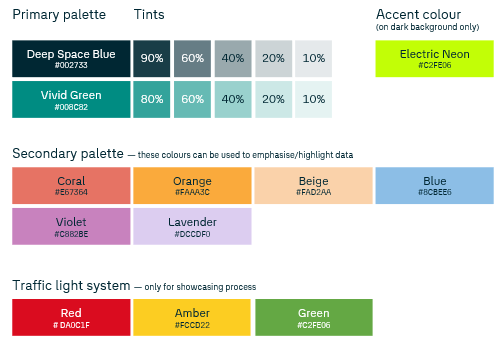 Primary palette Tints Accent colour
(on dark background only)
Deep Space Blue 90% 60% 40% 20% 10% Electric Neon
#002733 #C2FE06
Vivid Green 80% 60% 40% 20% 10%
#008C82
Secondary palette — these colours can be used to emphasise/highlight data
Coral Orange Beige Blue
#E67364 #FAAA3C #FAD2AA #8CBEE6
Violet Lavender
#C882BE #DCCDF0
Traffic light system — only for showcasing process
Red Amber Green
# DA0C1F #FCCD22 #C2FE06